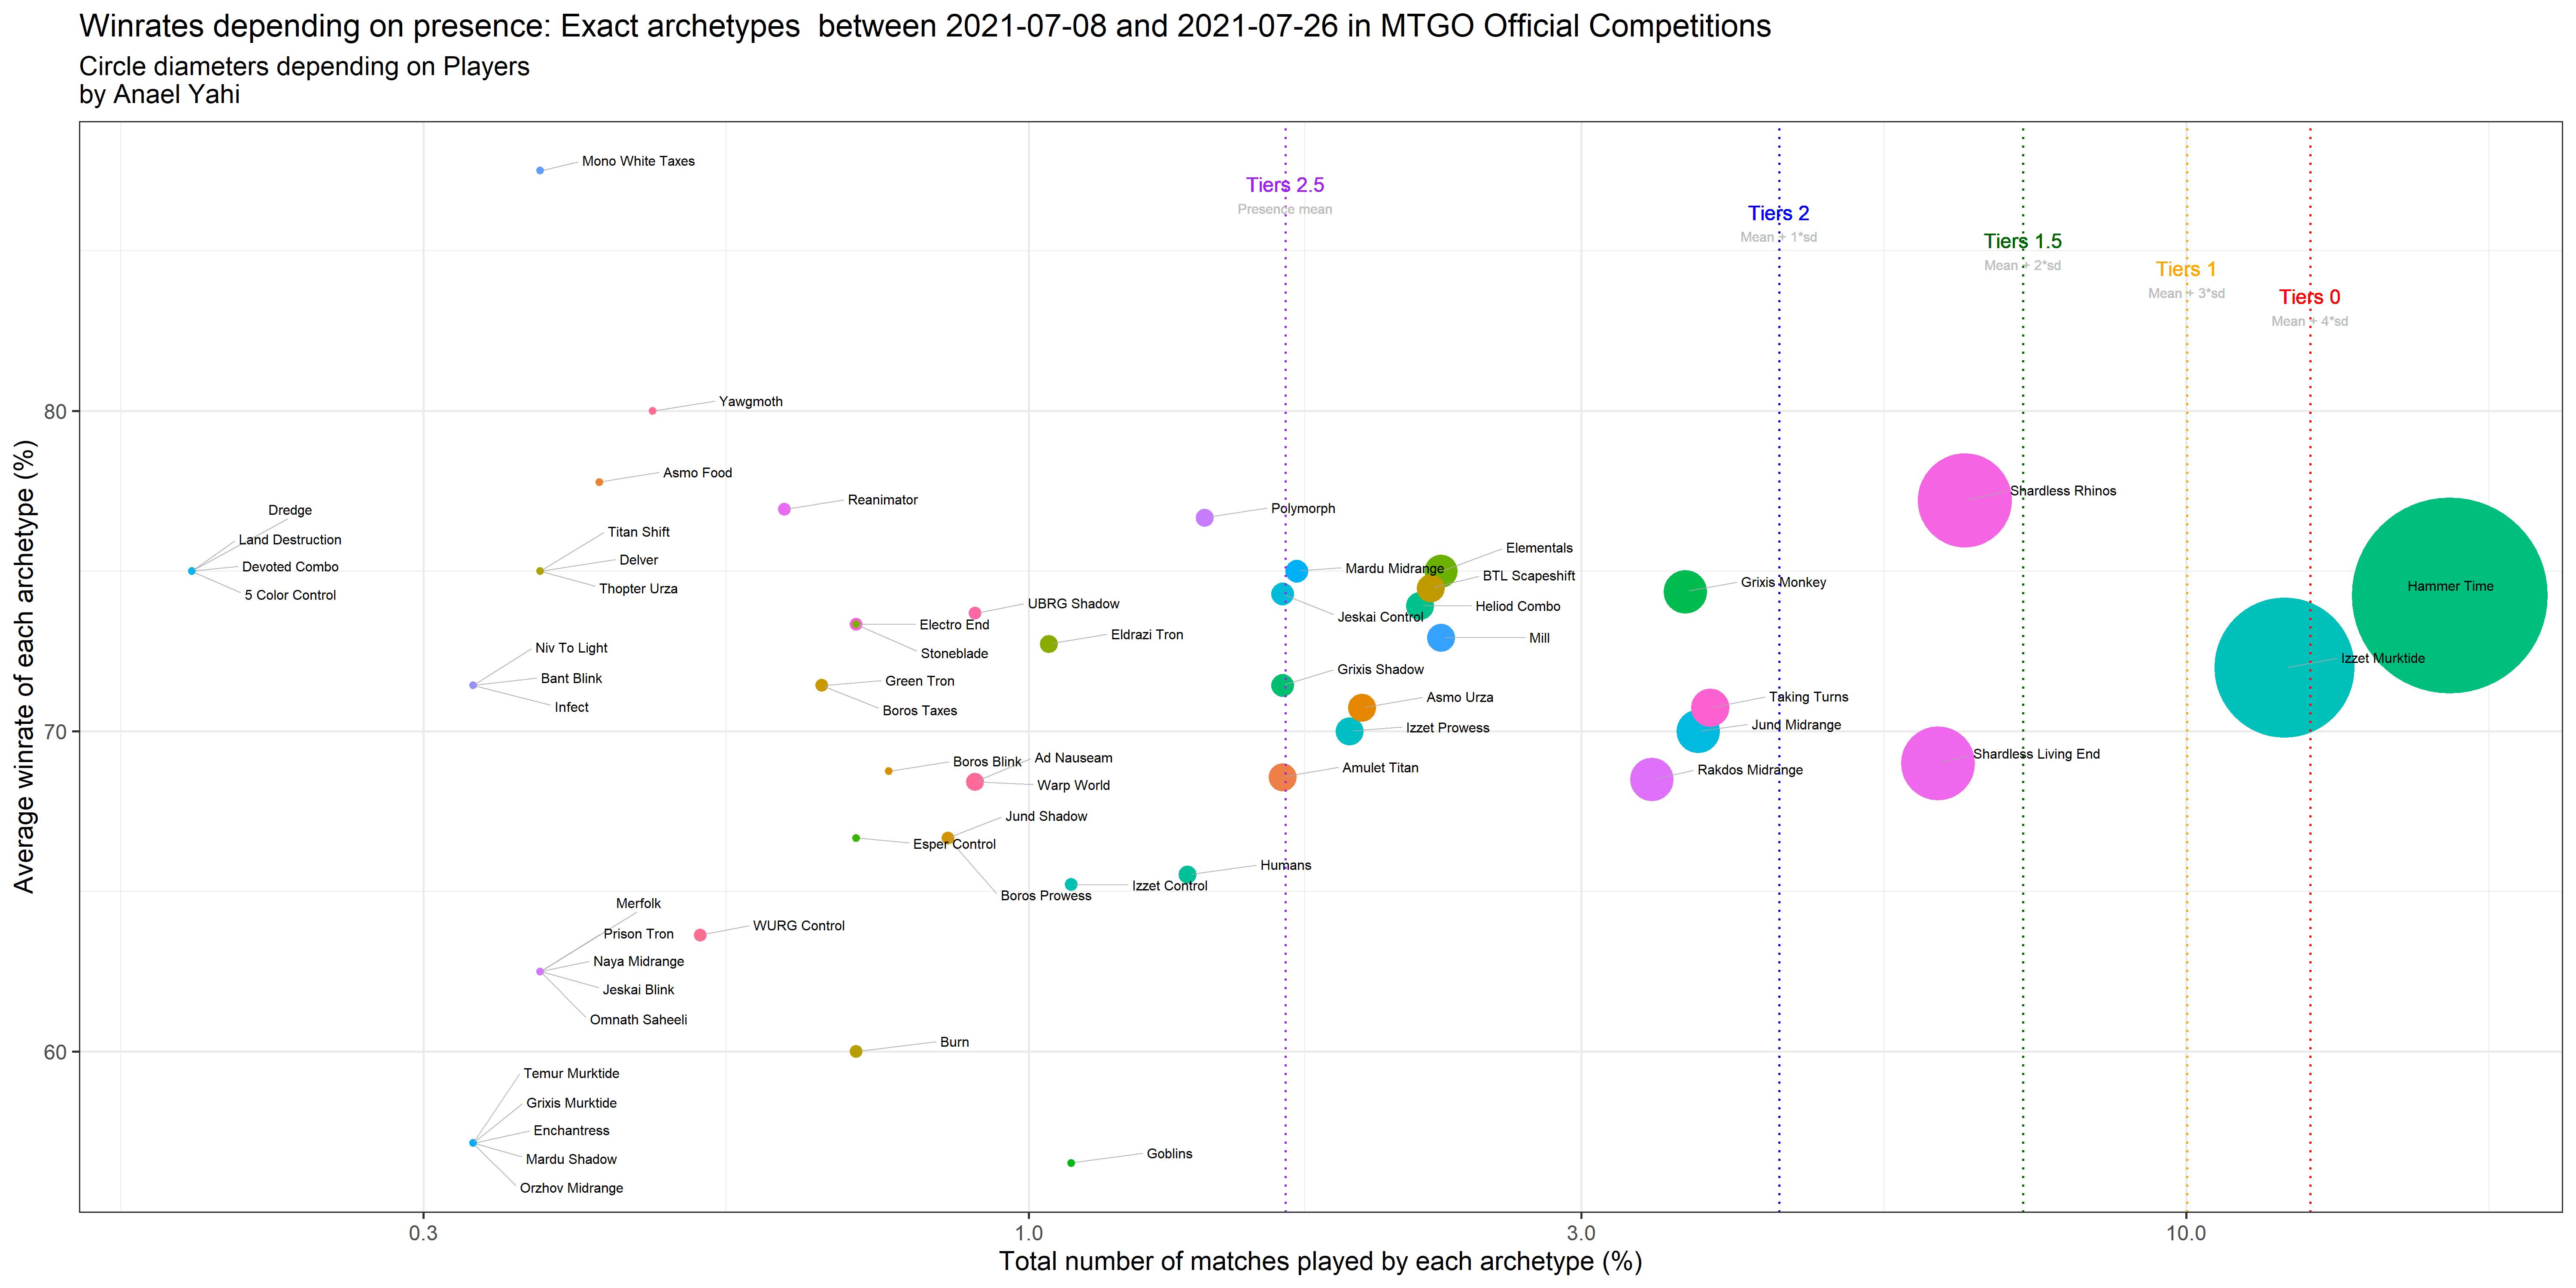 Winrates depending on presence: Exact archetypes  between 2021-07-08 and 2021-07-26 in MTGO Official Competitions
Circle diameters depending on Players
by Anael Yahi
Average winrate of each archetype (%)
80
70
60
Mono White Taxes
Tiers 2.5
Presence mean
Tiers 2
Mean + 1*sd
Tiers 1.5
Mean + 2*sd
Tiers 1
Mean + 3*sd
Tiers 0
Mean + 4*sd
Yawgmoth
Asmo Food
Reanimator
Shardless Rhinos
Dredge
Polymorph
Titan Shift
Land Destruction
Elementals
Delver
Devoted Combo
Mardu Midrange
BTL Scapeshift
Grixis Monkey
Hammer Time
Thopter Urza
5 Color Control
UBRG Shadow
Heliod Combo
Jeskai Control
Electro End
Eldrazi Tron
Mill
Niv To Light
Stoneblade
Izzet Murktide
Grixis Shadow
Bant Blink
Green Tron
Asmo Urza
Taking Turns
Infect
Boros Taxes
Izzet Prowess
Jund Midrange
Shardless Living End
Boros Blink
Ad Nauseam
Amulet Titan
Rakdos Midrange
Warp World
Jund Shadow
Esper Control
Humans
Izzet Control
Boros Prowess
Merfolk
WURG Control
Prison Tron
Naya Midrange
Jeskai Blink
Omnath Saheeli
Burn
Temur Murktide
Grixis Murktide
Enchantress
Goblins
Mardu Shadow
Orzhov Midrange
0.3
1.0
3.0
10.0
Total number of matches played by each archetype (%)